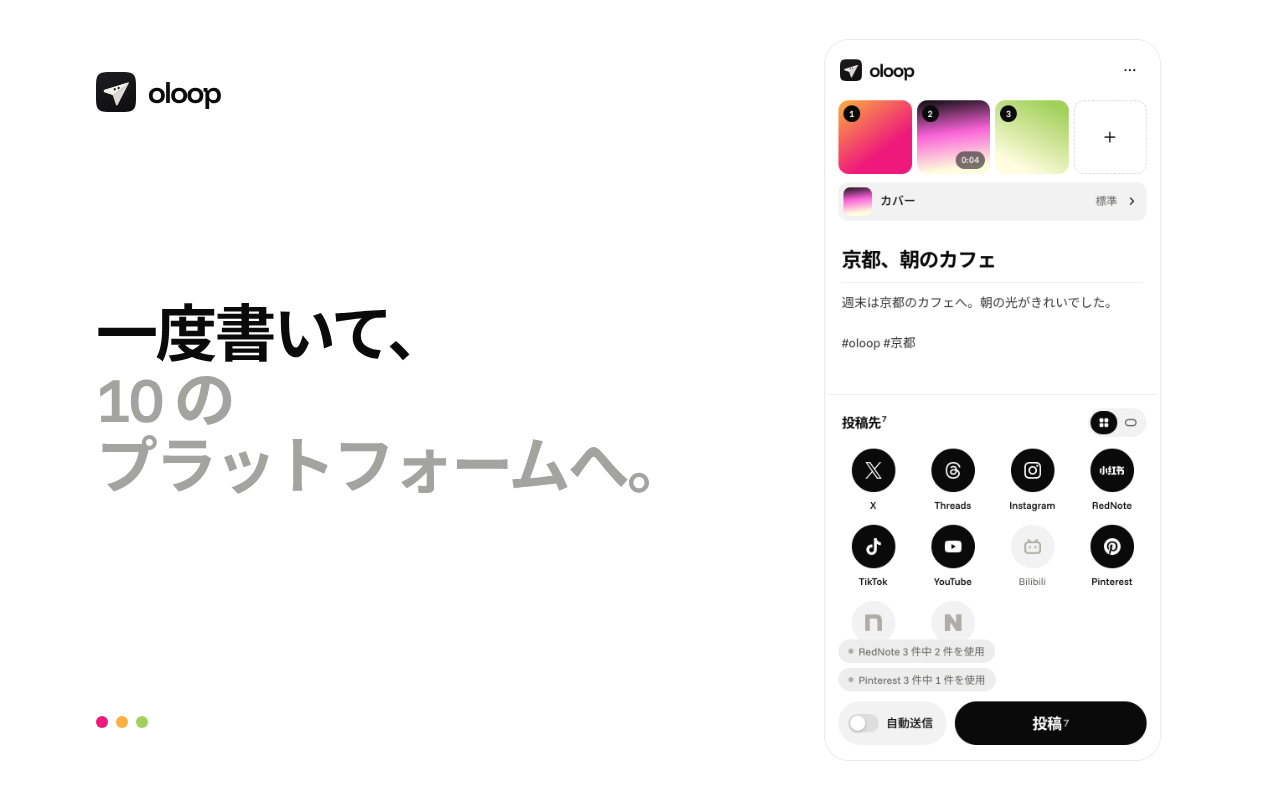 oloop
一度書いて、
10 の
プラットフォームへ。
oloop
1
2
3
0:04
カバー
標準
京都、朝のカフェ
週末は京都のカフェへ。朝の光がきれいでした。
#oloop #京都
投稿先7
小红书
X
Threads
Instagram
RedNote
TikTok
YouTube
Bilibili
Pinterest
RedNote 3 件中 2 件を使用
Pinterest 3 件中 1 件を使用
自動送信
投稿7